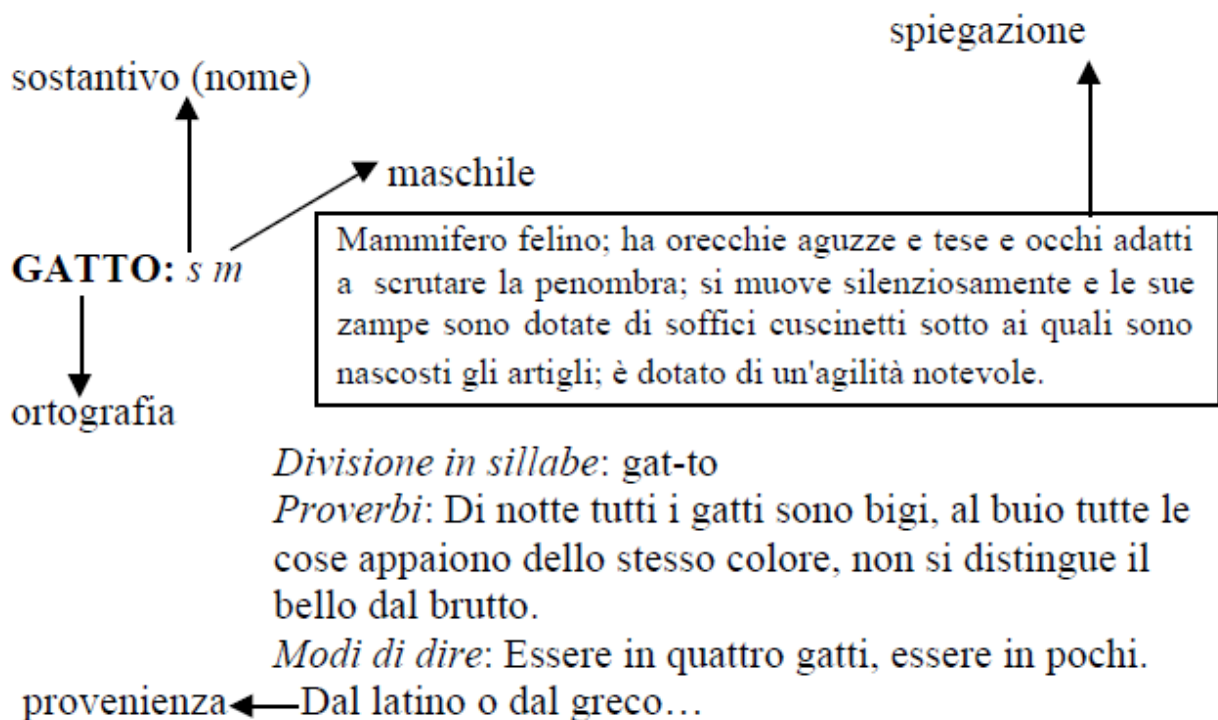 spiegazione
sostantivo (nome)
maschile
GATTO: s m
Mammifero felino; ha orecchie aguzze e tese e occhi adatti
a scrutare la penombra; si muove silenziosamente e le sue
zampe sono dotate di soffici cuscinetti sotto ai quali sono
nascosti gli artigli; è dotato di un'agilità notevole.
ortografia
Divisione in sillabe: gat-to
Proverbi: Di notte tutti i gatti sono bigi, al buio tutte le
cose appaiono dello stesso colore, non si distingue il
bello dal brutto.
Modi di dire: Essere in quattro gatti, essere in pochi.
provenienza Dal latino o dal greco…